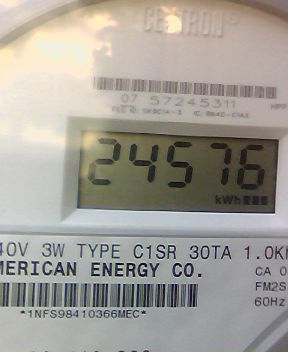 CENTRON
07 57245311
24576
kWh
40V 3W TYPE C1SR 30TA 1.0K
MERICAN ENERGY CO.
CA 0
FM2S
60Hz
*1NFS98410366MEC*